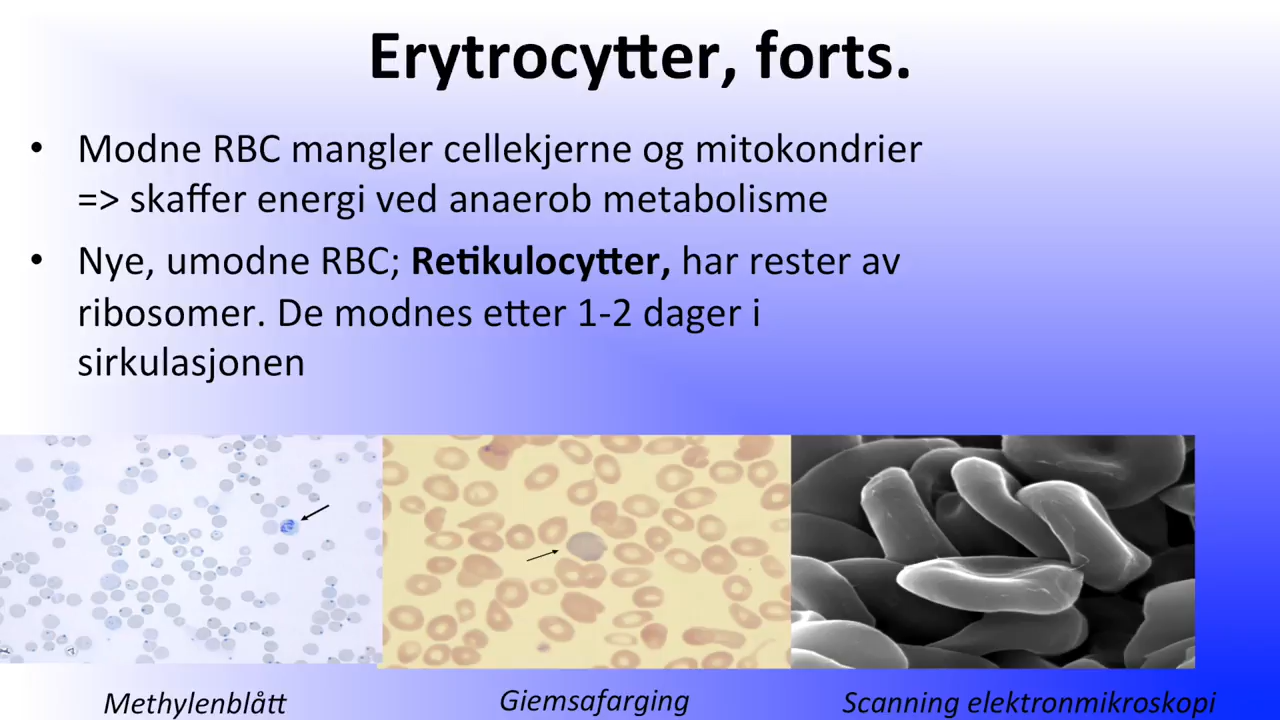 Erytrocytter, forts.
• Modne RBC mangler cellekjerne og mitokondrier
=> skaffer energi ved anaerob metabolisme
• Nye, umodne RBC; Retikulocytter, har rester av
ribosomer. De modnes etter 1-2 dager i
sirkulasjonen
Methylenblått
Giemsafarging
Scanning elektronmikroskopi